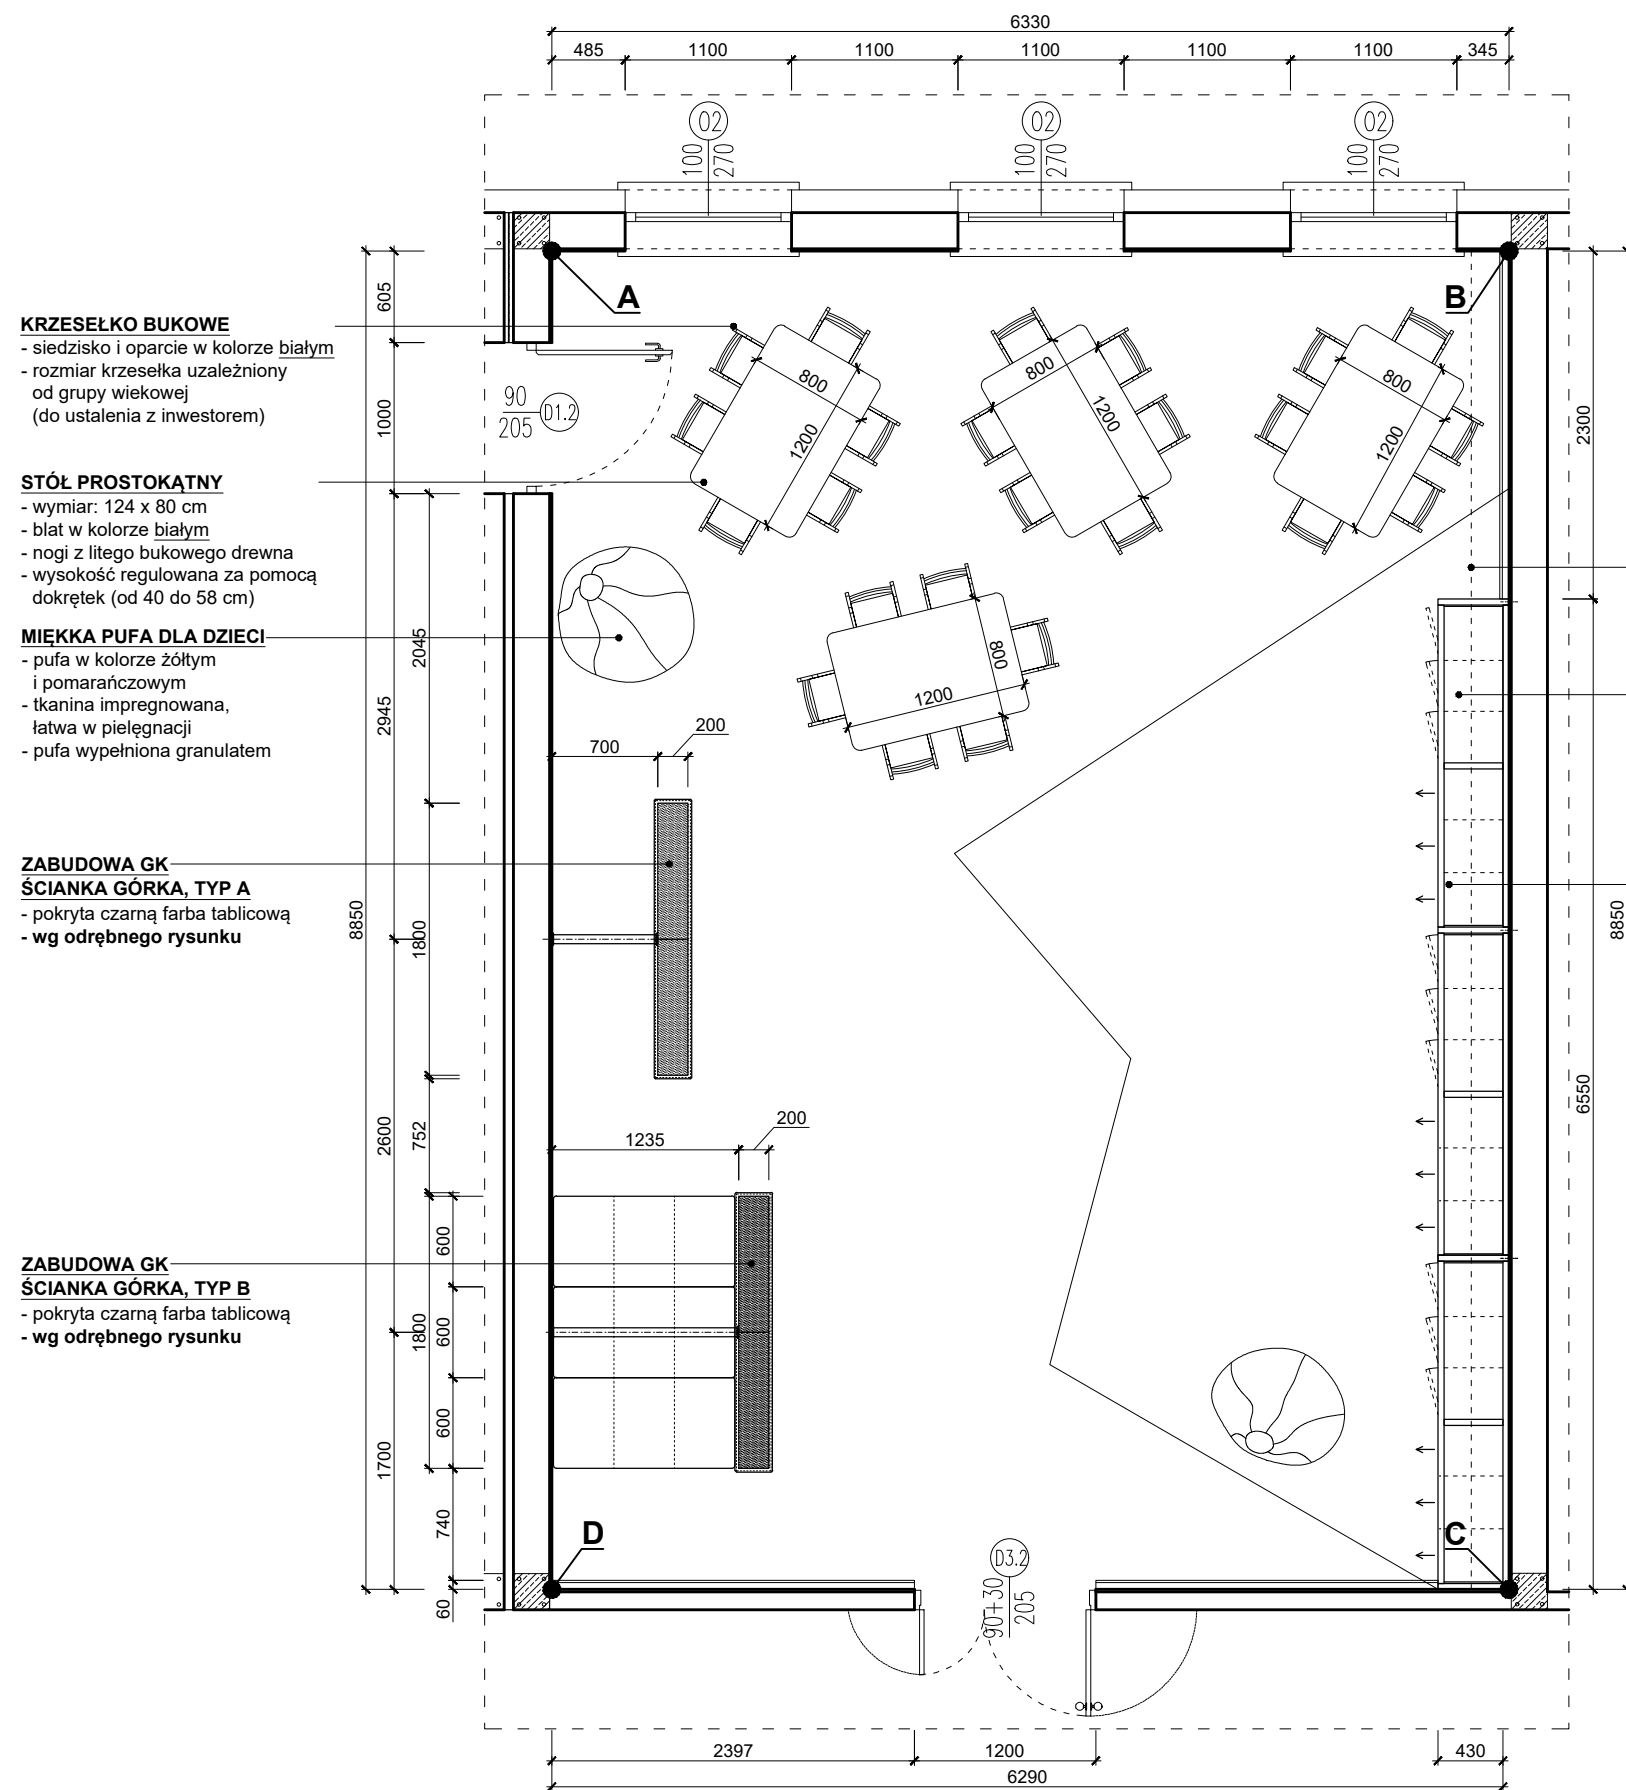 6330
485 1100 1100 1100 1100 1100 345
O2 O2 O2
100 270 100 270 100 270
A
B
KRZESEŁKO BUKOWE
- siedzisko i oparcie w kolorze białym
- rozmiar krzesełka uzależniony
od grupy wiekowej
(do ustalenia z inwestorem)
STÓŁ PROSTOKĄTNY
- wymiar: 124 x 80 cm
- blat w kolorze białym
- nogi z litego bukowego drewna
- wysokość regulowana za pomocą
dokrętek (od 40 do 58 cm)
MIĘKKA PUFA DLA DZIECI
- pufa w kolorze żółtym
i pomarańczowym
- tkanina impregnowana,
łatwa w pielęgnacji
- pufa wypełniona granulatem
ZABUDOWA GK
ŚCIANKA GÓRKA, TYP A
- pokryta czarną farba tablicową
- wg odrębnego rysunku
ZABUDOWA GK
ŚCIANKA GÓRKA, TYP B
- pokryta czarną farba tablicową
- wg odrębnego rysunku
8850
605
1000
2945
2600
1700
2045
1800
752
1800
600
600
600
740
60
90
205
D1.2
800
1200
800
1200
800
1200
800
1200
700
200
1235
200
2300
6550
8850
D
C
D3.2
90+30
205
2397 1200 430
6290